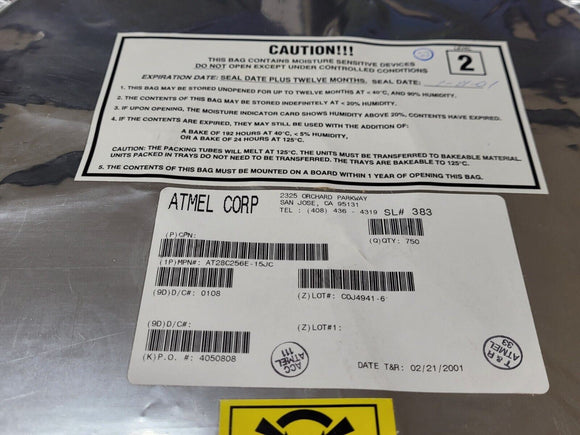 CAUTION!!!
THIS BAG CONTAINS MOISTURE SENSITIVE DEVICES
DO NOT OPEN EXCEPT UNDER CONTROLLED CONDITIONS
LEVEL
2
EXPIRATION DATE: SEAL DATE PLUS TWELVE MONTHS. SEAL DATE:
1. THIS BAG MAY BE STORED UNOPENED FOR UP TO TWELVE MONTHS AT < 40°C, AND 90% HUMIDITY.
2. THE CONTENTS OF THIS BAG MAY BE STORED INDEFINITELY AT < 20% HUMIDITY.
3. IF UPON OPENING, THE MOISTURE INDICATOR CARD SHOWS HUMIDITY ABOVE 20%, CONTENTS HAVE EXPIRED.
4. IF THE CONTENTS ARE EXPIRED, THEY MAY STILL BE USED WITH THE ADDITION OF:
A BAKE OF 192 HOURS AT 40°C, < 5% HUMIDITY,
OR A BAKE OF 24 HOURS AT 125°C.
CAUTION: THE PACKING TUBES WILL MELT AT 125°C. THE UNITS MUST BE TRANSFERRED TO BAKEABLE MATERIAL.
UNITS PACKED IN TRAYS DO NOT NEED TO BE TRANSFERRED. THE TRAYS ARE BAKEABLE TO 125°C.
5. THE CONTENTS OF THIS BAG MUST BE MOUNTED ON A BOARD WITHIN 1 YEAR OF OPENING THIS BAG.
ATMEL CORP
2325 ORCHARD PARKWAY
SAN JOSE, CA 95131
TEL : (408) 436 - 4319 SL# 383
(P)CPN:
(Q)QTY: 750
(1P)MPN#: AT28C256E-15JC
(9D)D/C#: 0108
(Z)LOT#: COJ4941-6
(9D)D/C#:
(Z)LOT#1:
(K)P.O. #: 4050808
ACC
ATMEL
111
T & R
ATMEL
33
DATE T&R: 02/21/2001